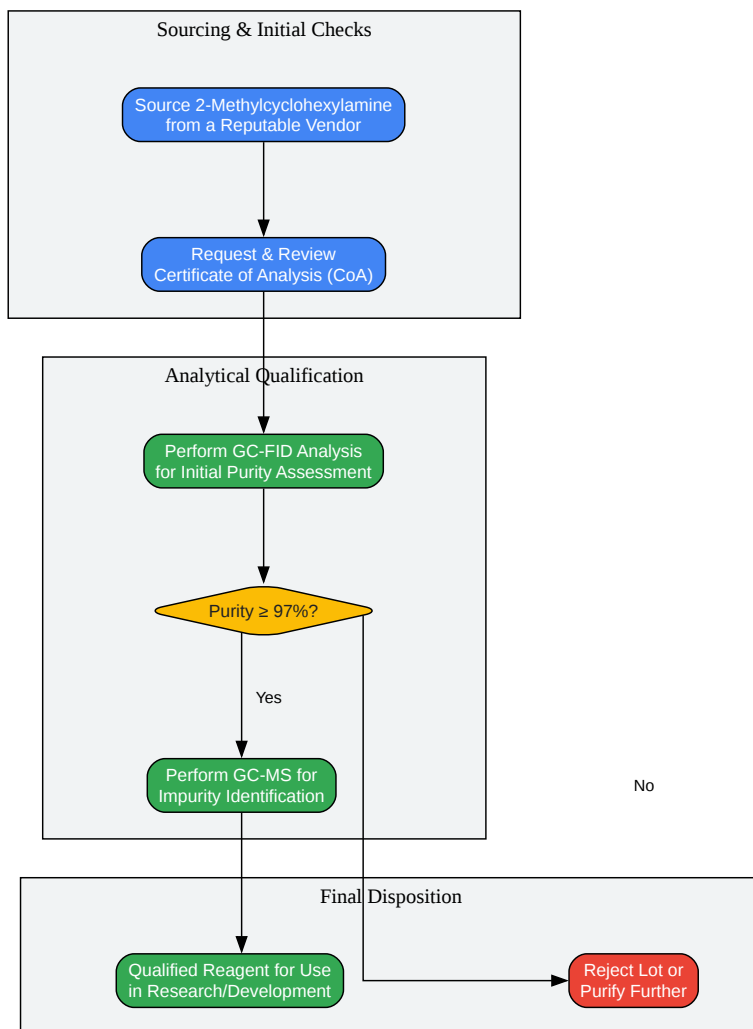 Sourcing & Initial Checks
Source 2-Methylcyclohexylamine
from a Reputable Vendor
Request & Review
Certificate of Analysis (CoA)
Analytical Qualification
Perform GC-FID Analysis
for Initial Purity Assessment
Purity ≥ 97%?
Yes
Perform GC-MS for
Impurity Identification
No
Final Disposition
Qualified Reagent for Use
in Research/Development
Reject Lot or
Purify Further